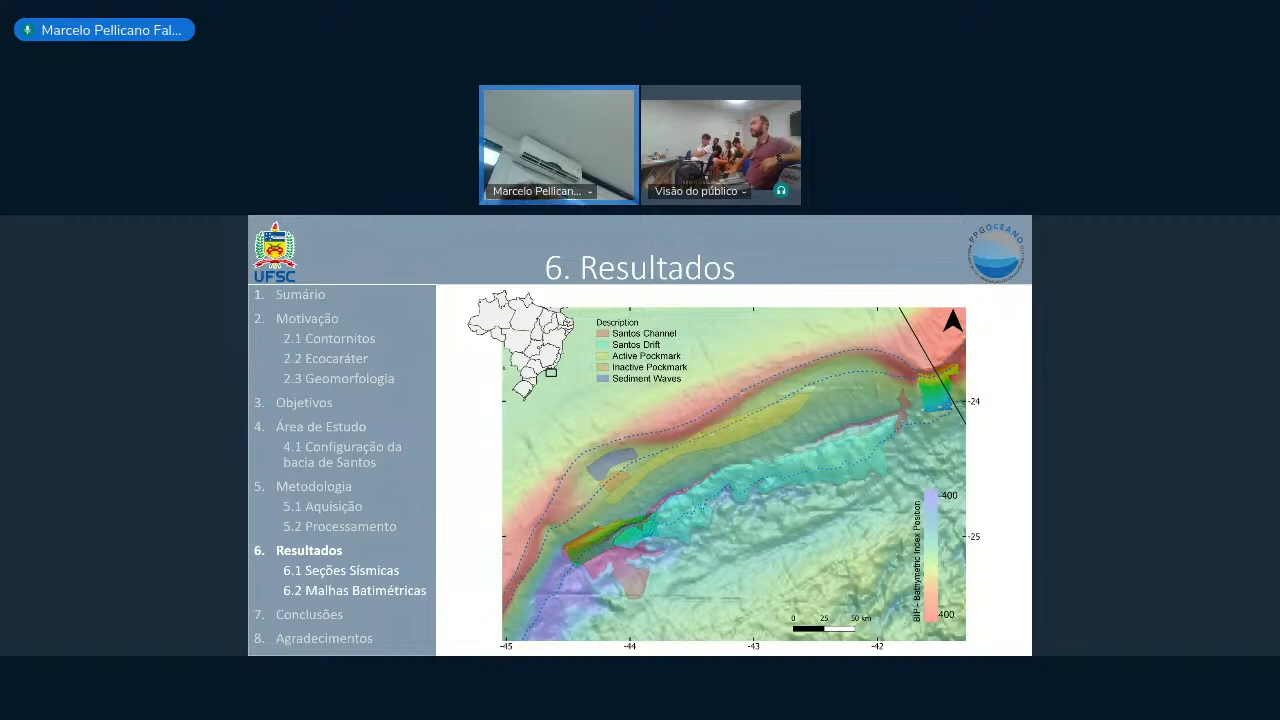 Marcelo Pellicano Fal...
Marcelo Pellican...
Visão do público
UFSC
6. Resultados
PPGOCEANO
1. Sumário
2. Motivação
2.1 Contornitos
2.2 Ecocaráter
2.3 Geomorfologia
3. Objetivos
4. Área de Estudo
4.1 Configuração da
bacia de Santos
5. Metodologia
5.1 Aquisição
5.2 Processamento
6. Resultados
6.1 Seções Sísmicas
6.2 Malhas Batimétricas
7. Conclusões
8. Agradecimentos
Description
Santos Channel
Santos Drift
Active Pockmark
Inactive Pockmark
Sediment Waves
-24
-25
-400
BIP - Bathymetric Index Position
400
0 25 50 km
-45 -44 -43 -42